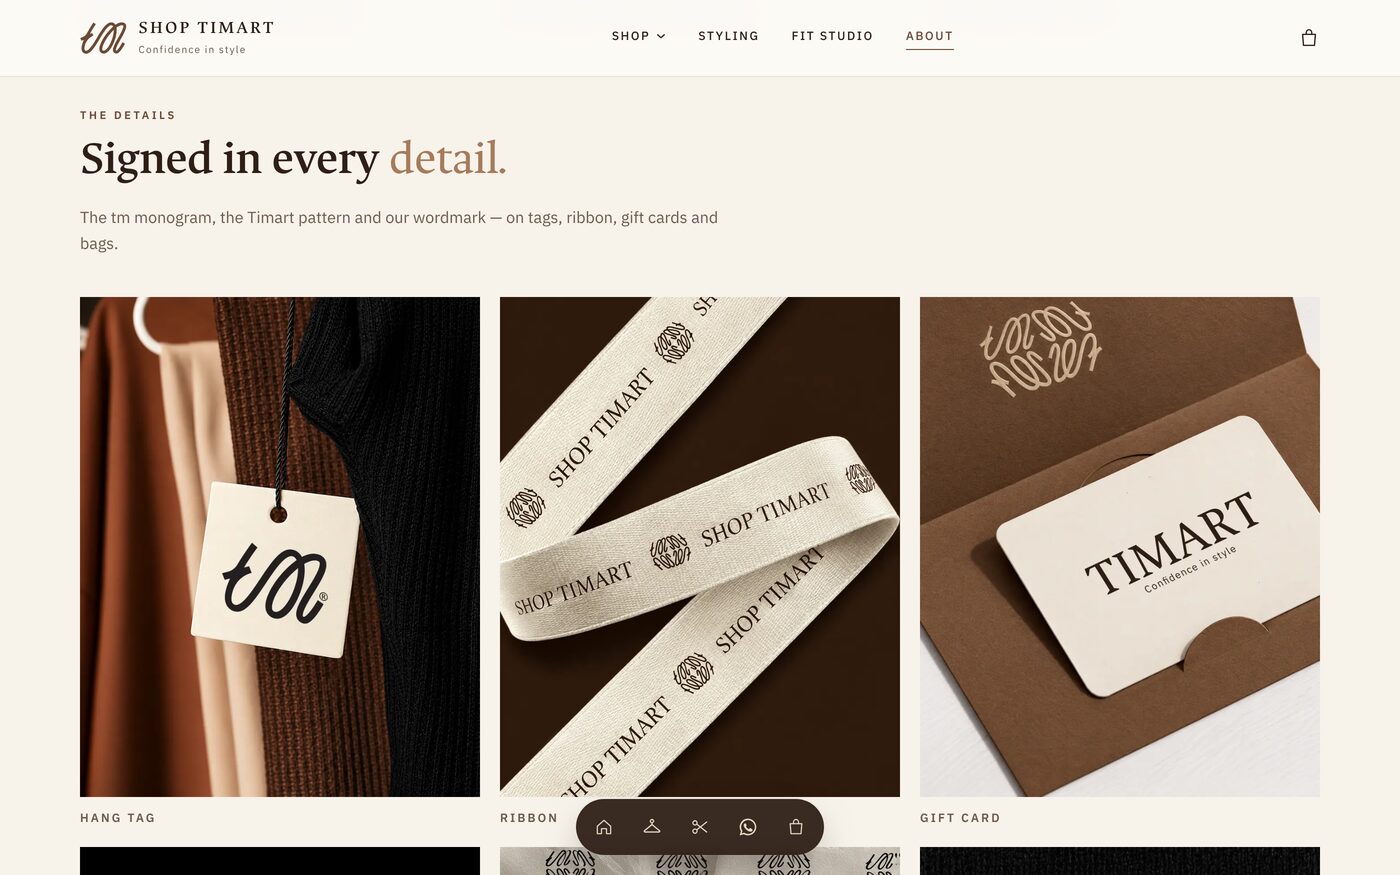 SHOP TIMART
Confidence in style
SHOP
STYLING
FIT STUDIO
ABOUT
THE DETAILS
Signed in every detail.
The tm monogram, the Timart pattern and our wordmark — on tags, ribbon, gift cards and
bags.
tm®
SH
SHOP TIMART
SHOP TIMART
SHOP TIMART
SHOP TIMART
SHOP TIMART
TIMART
Confidence in style
HANG TAG
RIBBON
GIFT CARD